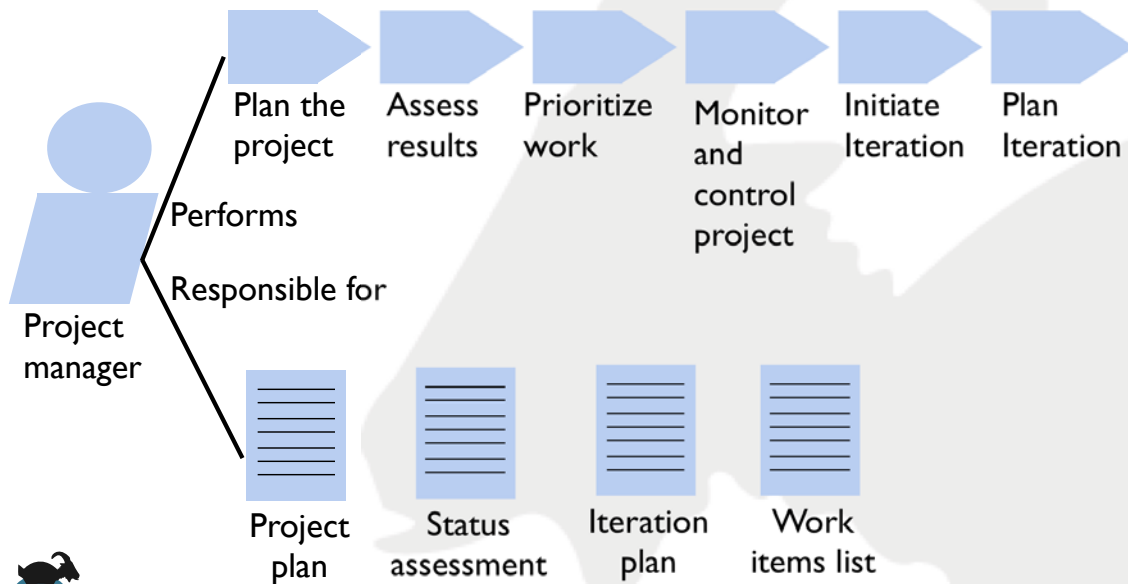 Plan the
project
Assess
results
Prioritize
work
Monitor
and
control
project
Initiate
Iteration
Plan
Iteration
Performs
Responsible for
Project
manager
Project
plan
Status
assessment
Iteration
plan
Work
items list